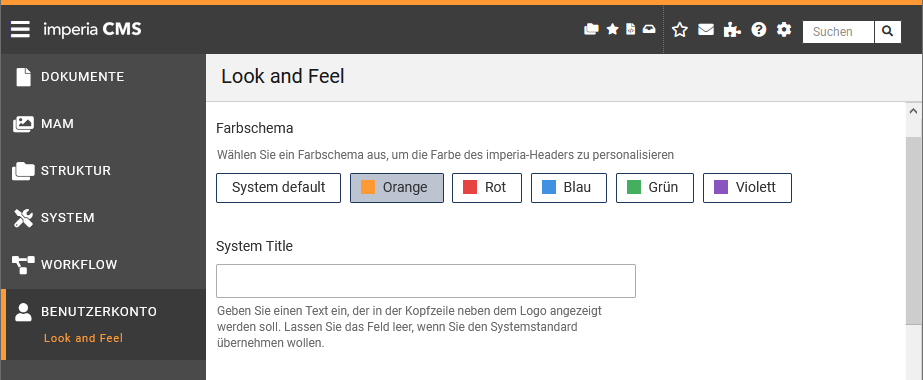 imperia CMS
Suchen
DOKUMENTE
MAM
STRUKTUR
SYSTEM
WORKFLOW
BENUTZERKONTO
Look and Feel
Look and Feel
Farbschema
Wählen Sie ein Farbschema aus, um die Farbe des imperia-Headers zu personalisieren
System default Orange Rot Blau Grün Violett
System Title
Geben Sie einen Text ein, der in der Kopfzeile neben dem Logo angezeigt
werden soll. Lassen Sie das Feld leer, wenn Sie den Systemstandard
übernehmen wollen.